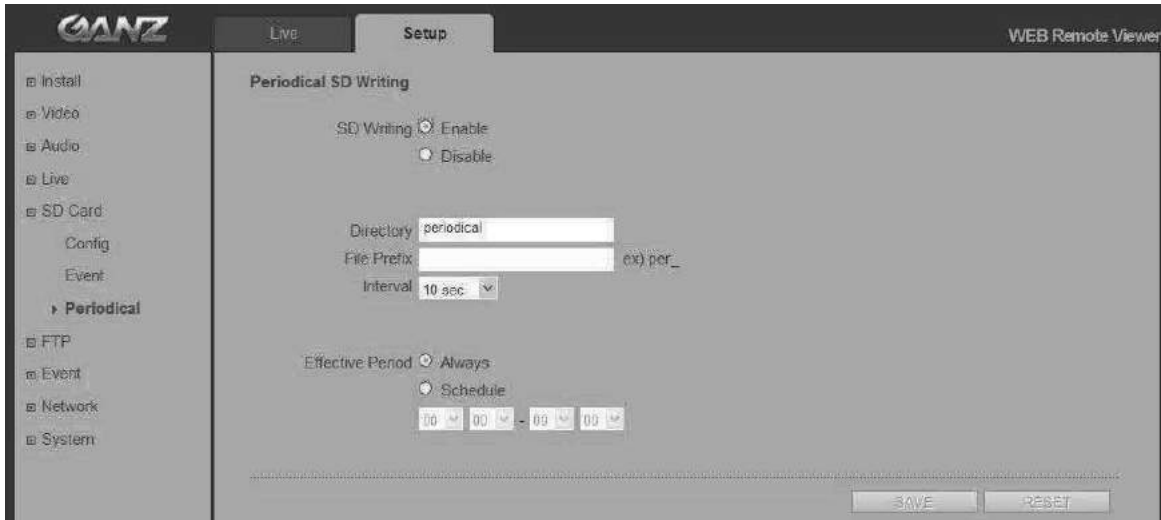 GANZ
Live
Setup
WEB Remote Viewer
Install
Video
Audio
Live
SD Card
Config
Event
Periodical
FTP
Event
Network
System
Periodical SD Writing
SD Writing Enable
Disable
Directory periodical
File Prefix ex) per_
Interval 10 sec.
Effective Period Always
Schedule
00 00 - 00 00
SAVE RESET